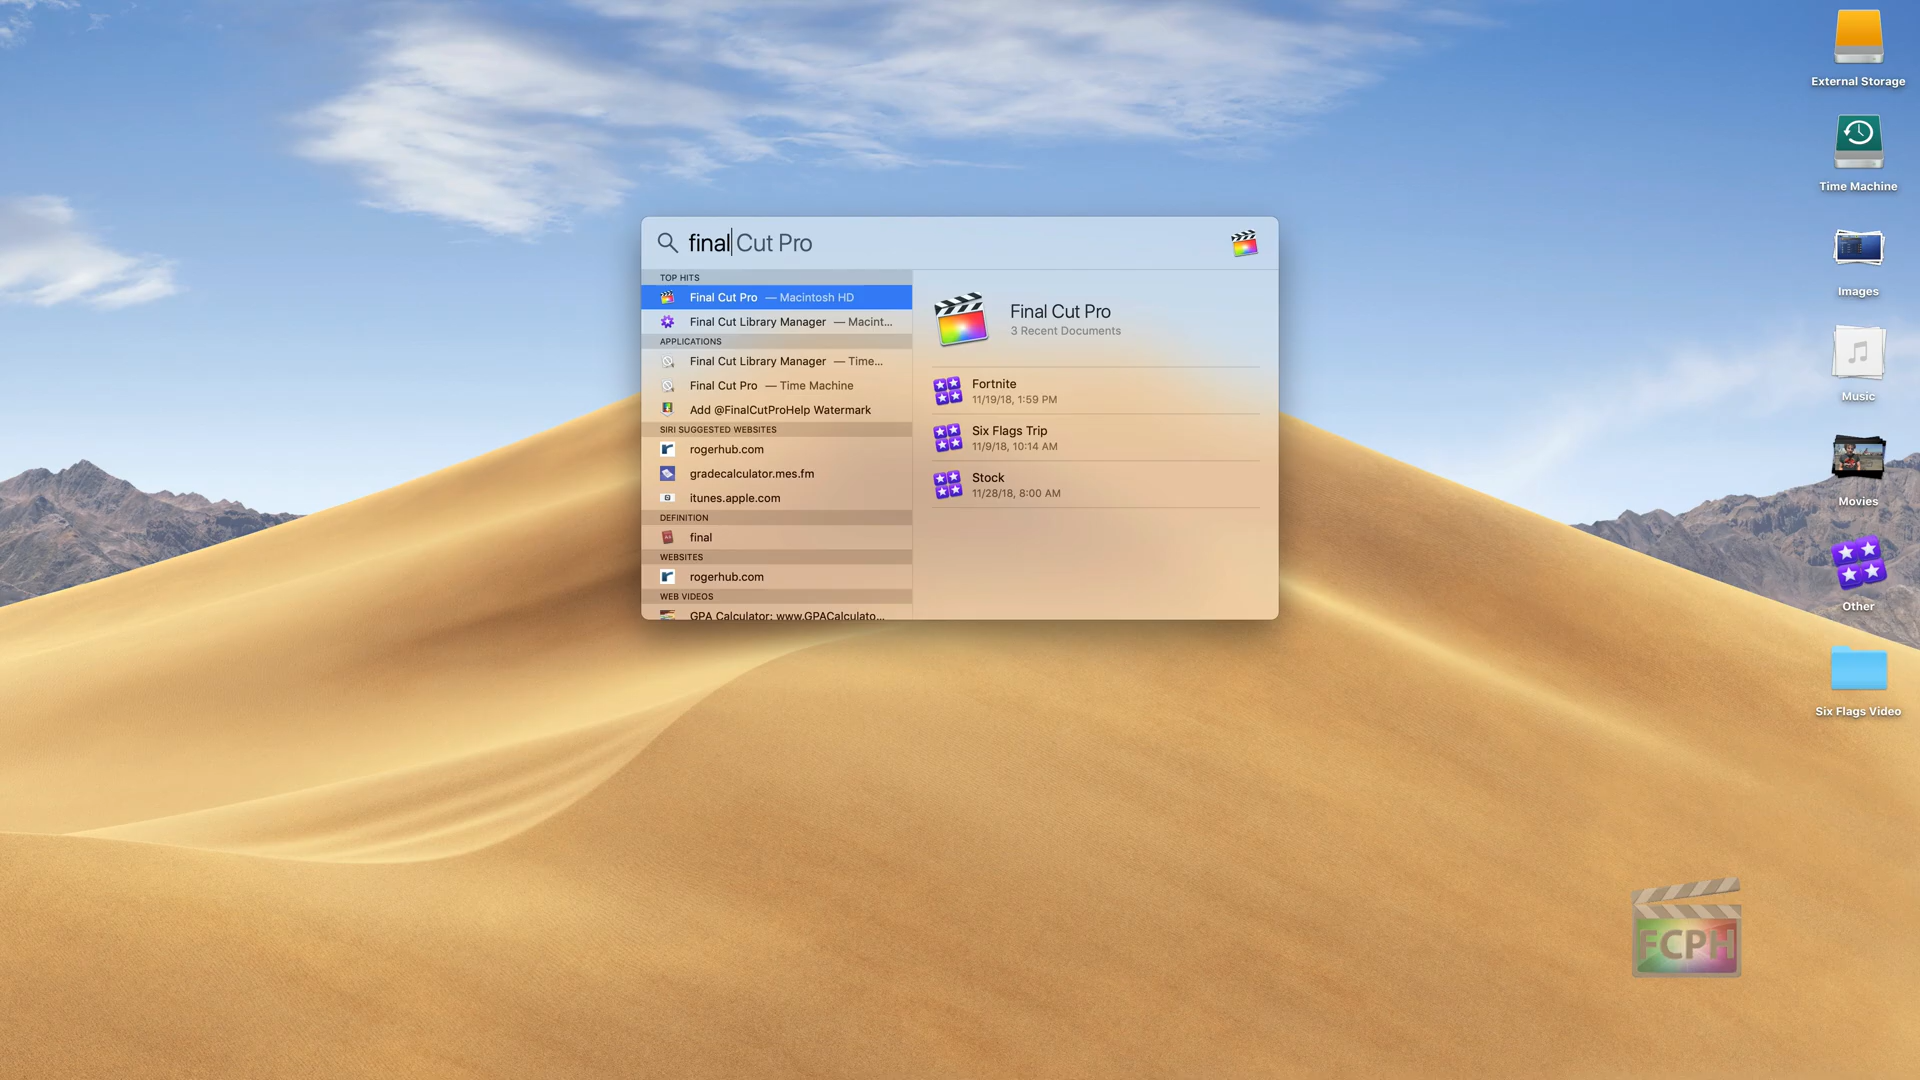 final Cut Pro
TOP HITS
Final Cut Pro — Macintosh HD
Final Cut Library Manager — Macint...
APPLICATIONS
Final Cut Library Manager — Time...
Final Cut Pro — Time Machine
Add @FinalCutProHelp Watermark
SIRI SUGGESTED WEBSITES
rogerhub.com
gradecalculator.mes.fm
itunes.apple.com
DEFINITION
final
WEBSITES
rogerhub.com
WEB VIDEOS
GPA Calculator: www.GPACalculato...
Final Cut Pro
3 Recent Documents
Fortnite
11/19/18, 1:59 PM
Six Flags Trip
11/9/18, 10:14 AM
Stock
11/28/18, 8:00 AM
External Storage
Time Machine
Images
Music
Movies
Other
Six Flags Video
FCPH